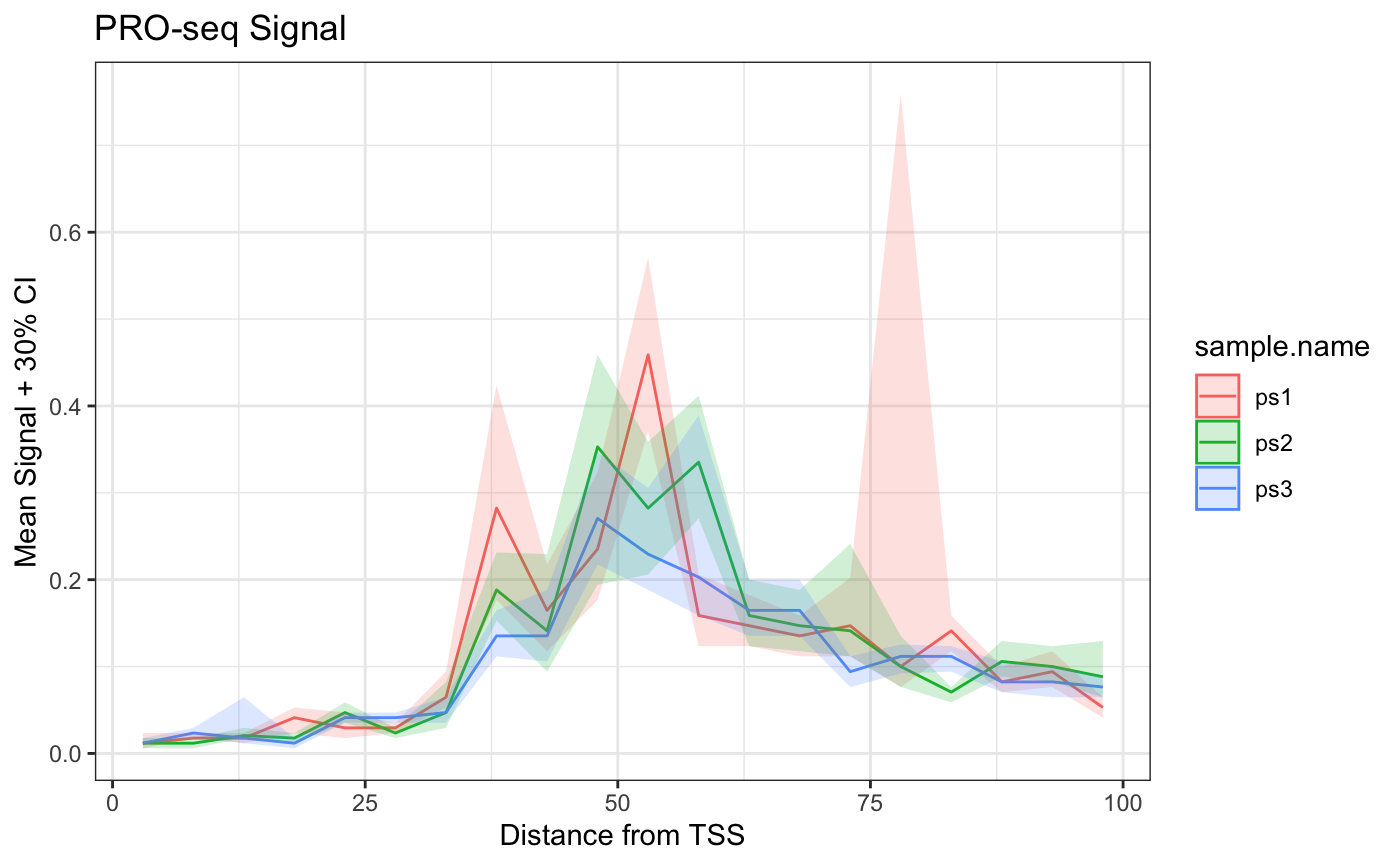 PRO-seq Signal
Mean Signal + 30% CI
0.6
0.4
0.2
0.0
0 25 50 75 100
Distance from TSS
sample.name
ps1
ps2
ps3